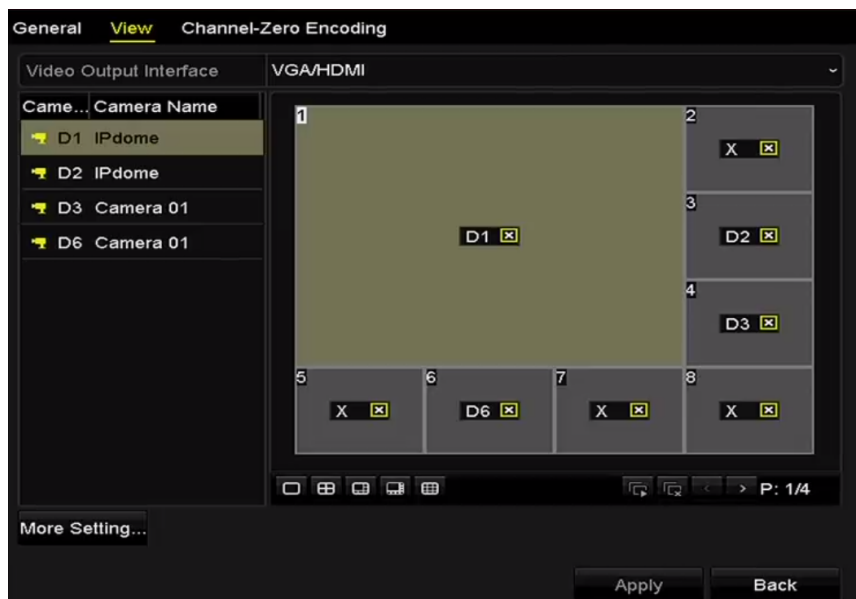 General View Channel-Zero Encoding
Video Output Interface VGA/HDMI
Came... Camera Name
D1 IPdome
D2 IPdome
D3 Camera 01
D6 Camera 01
1
D1
2
X
3
D2
4
D3
5
X
6
D6
7
X
8
X
P: 1/4
More Setting...
Apply Back